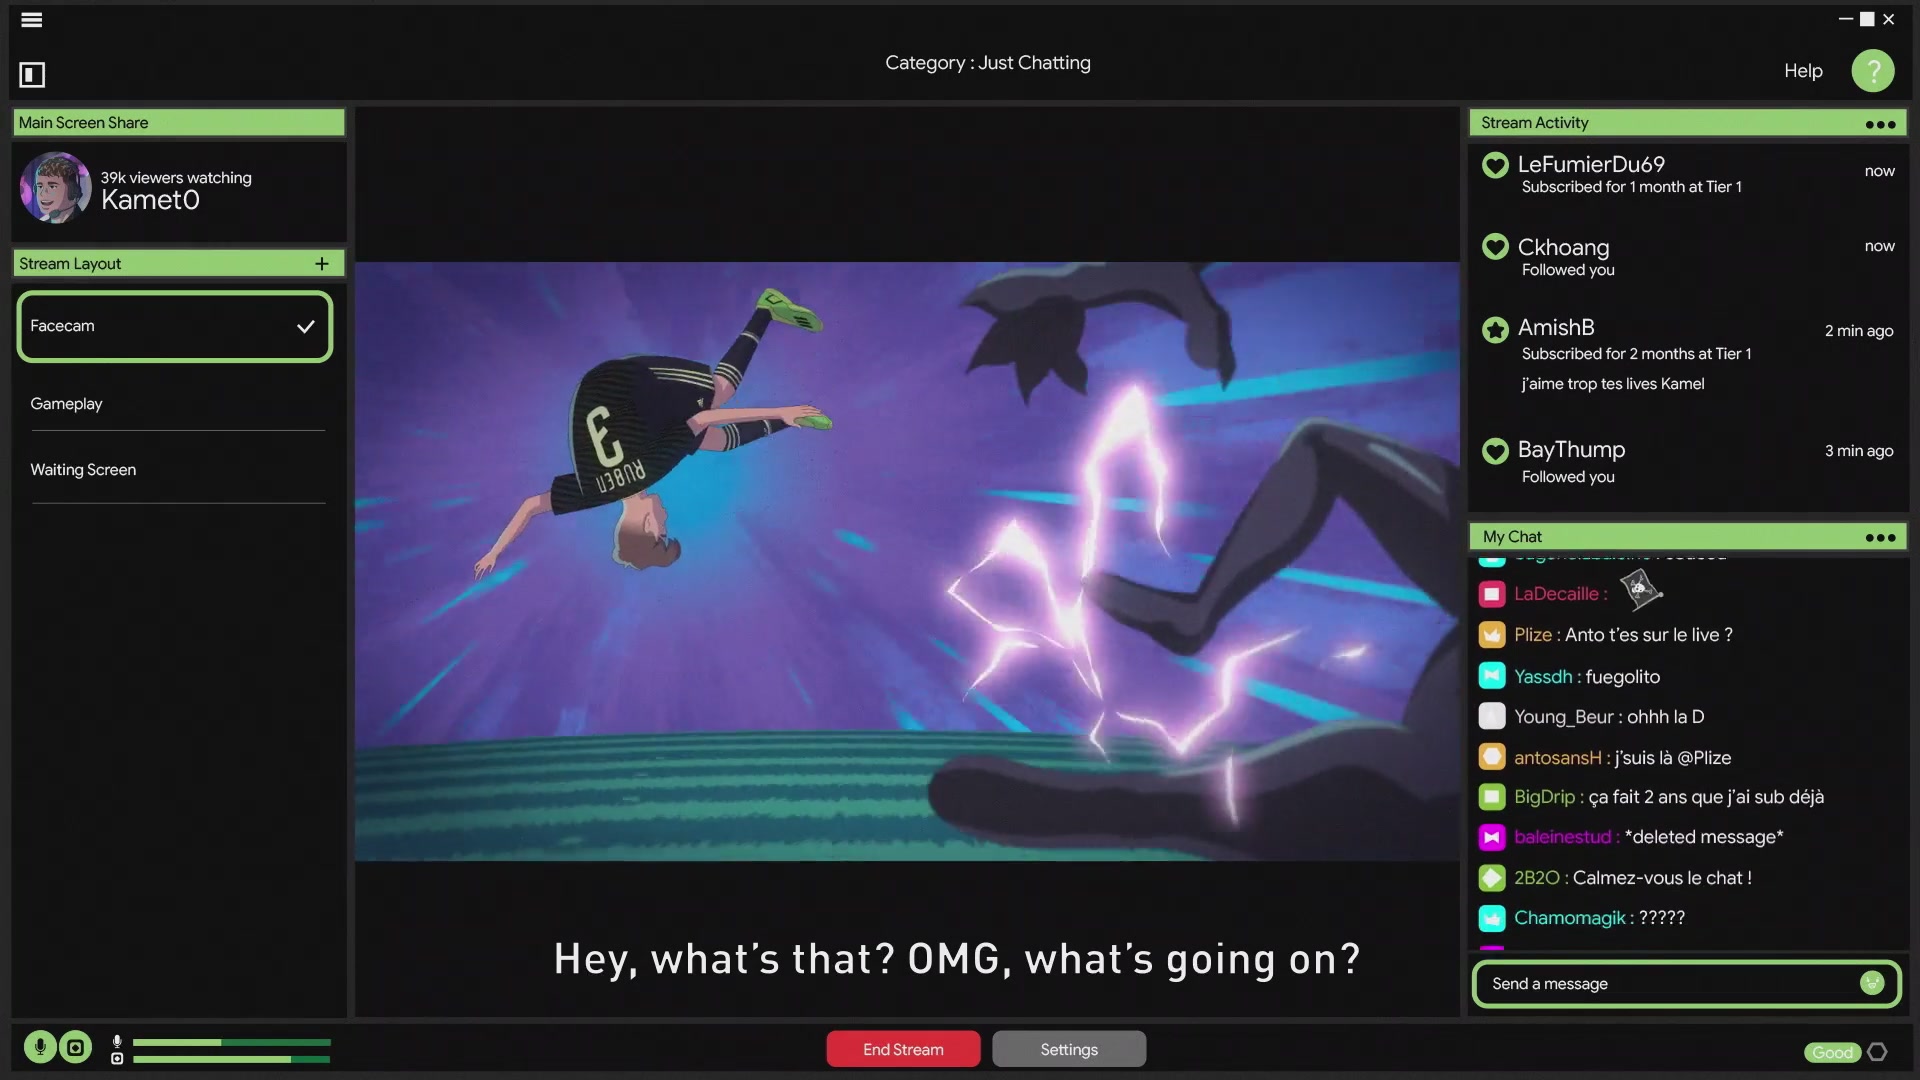 Category : Just Chatting
Help
?
Main Screen Share
39k viewers watching
Kamet0
Stream Layout
+
Facecam
Gameplay
Waiting Screen
3
RUBEN
Hey, what's that? OMG, what's going on?
Stream Activity
LeFumierDu69
now
Subscribed for 1 month at Tier 1
Ckhoang
now
Followed you
AmishB
2 min ago
Subscribed for 2 months at Tier 1
j'aime trop tes lives Kamel
BayThump
3 min ago
Followed you
My Chat
LaDecaille :
Plize : Anto t'es sur le live ?
Yassdh : fuegolito
Young_Beur : ohhh la D
antosansH : j'suis là @Plize
BigDrip : ça fait 2 ans que j'ai sub déjà
baleinestud : *deleted message*
2B2O : Calmez-vous le chat !
Chamomagik : ?????
Send a message
End Stream
Settings
Good